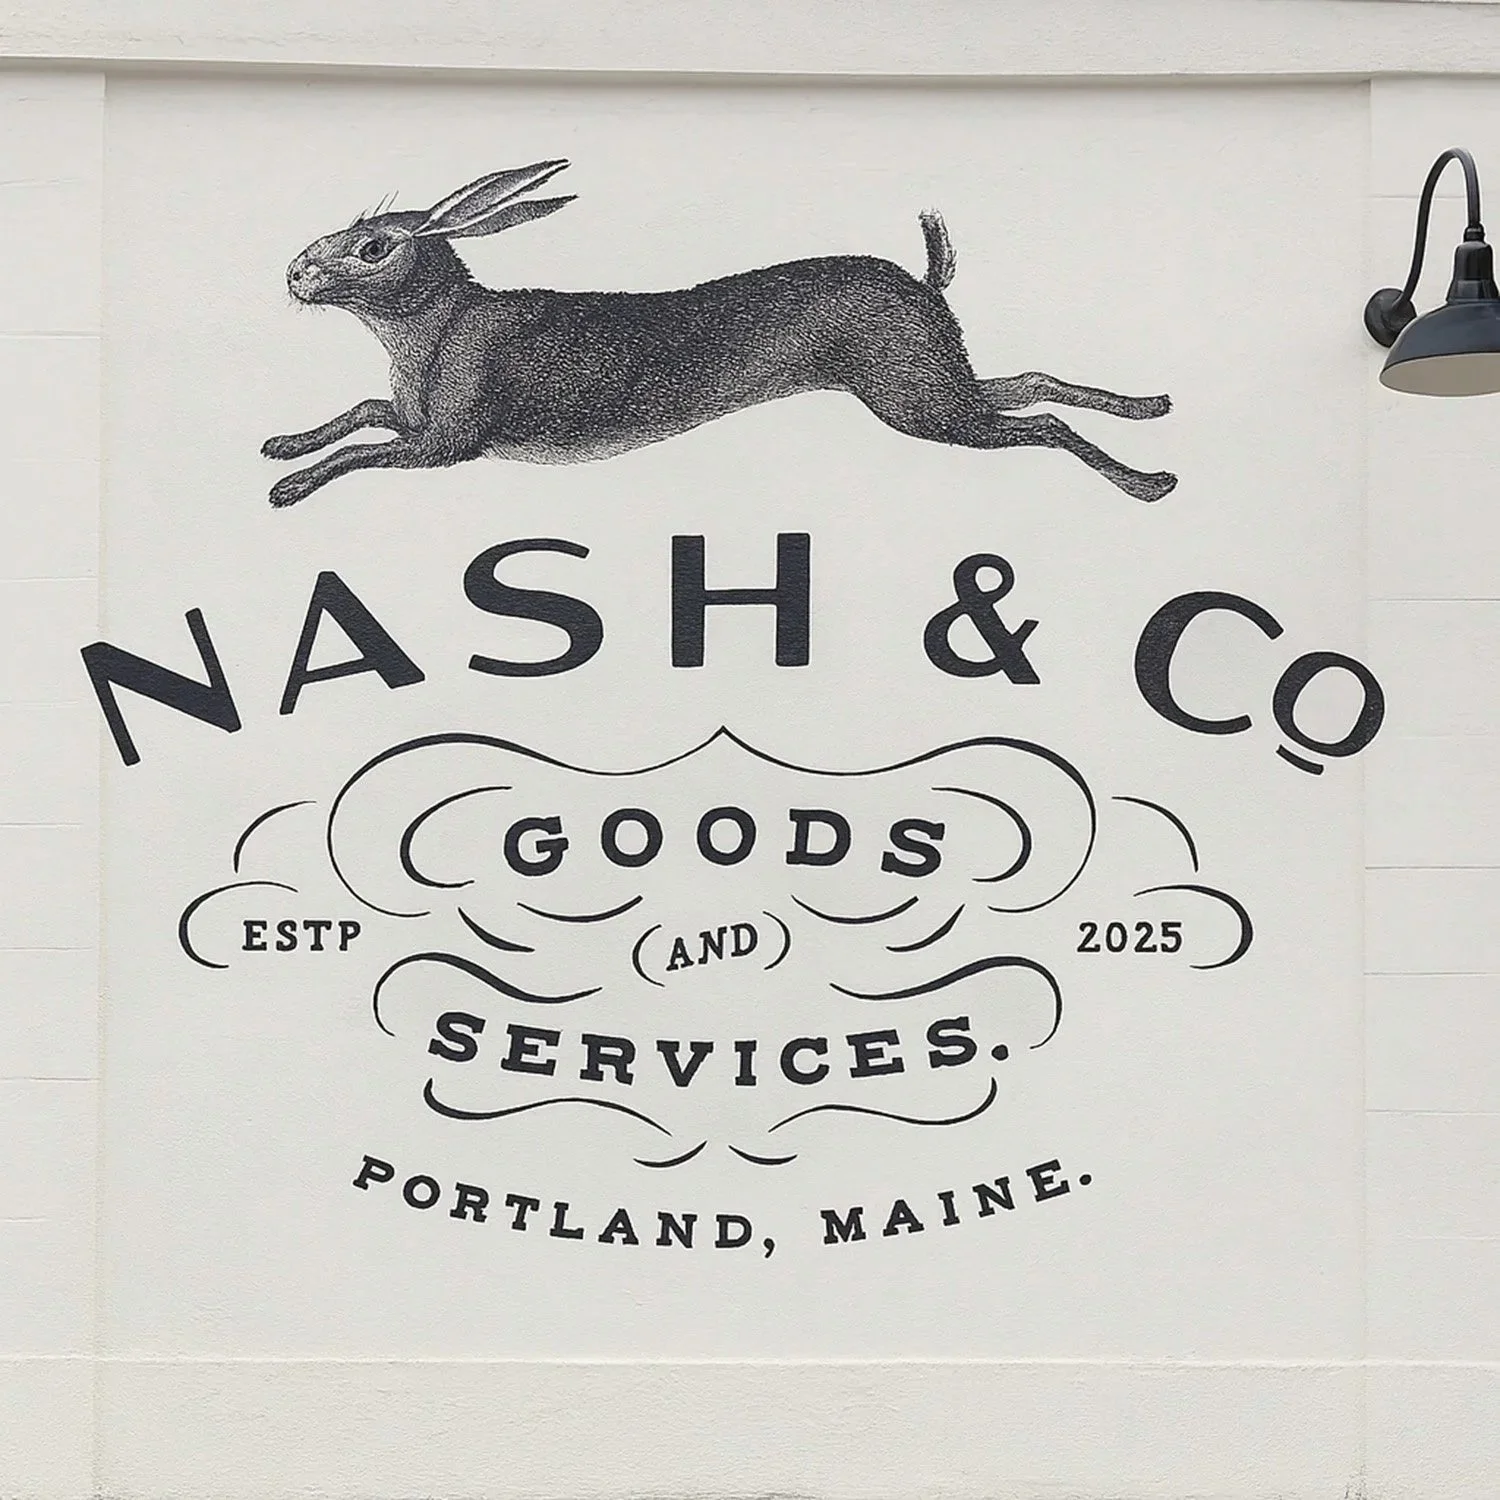 NASH & Co
GOODS
ESTP (AND) 2025
SERVICES.
PORTLAND, MAINE.